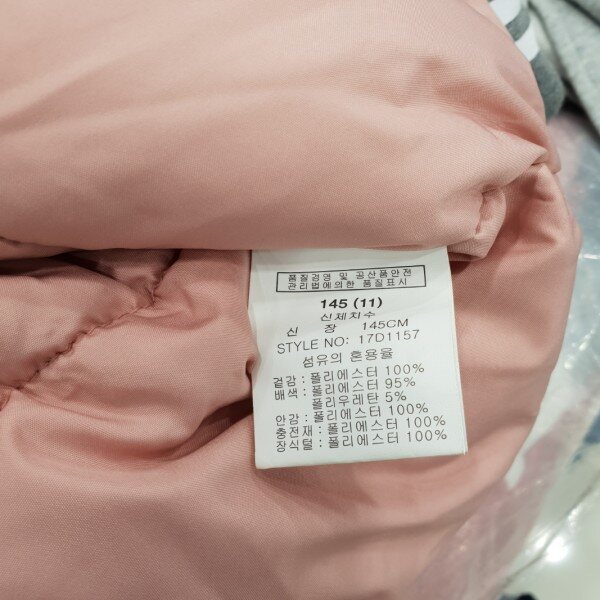 품질경영 및 공산품안전
관리법에의한 품질표시
145 (11)
신체치수
신 장 145CM
STYLE NO: 17D1157
섬유의 혼용율
겉감 : 폴리에스터 100%
배색 : 폴리에스터 95%
폴리우레탄 5%
안감 : 폴리에스터 100%
충전재 : 폴리에스터 100%
장식털 : 폴리에스터 100%